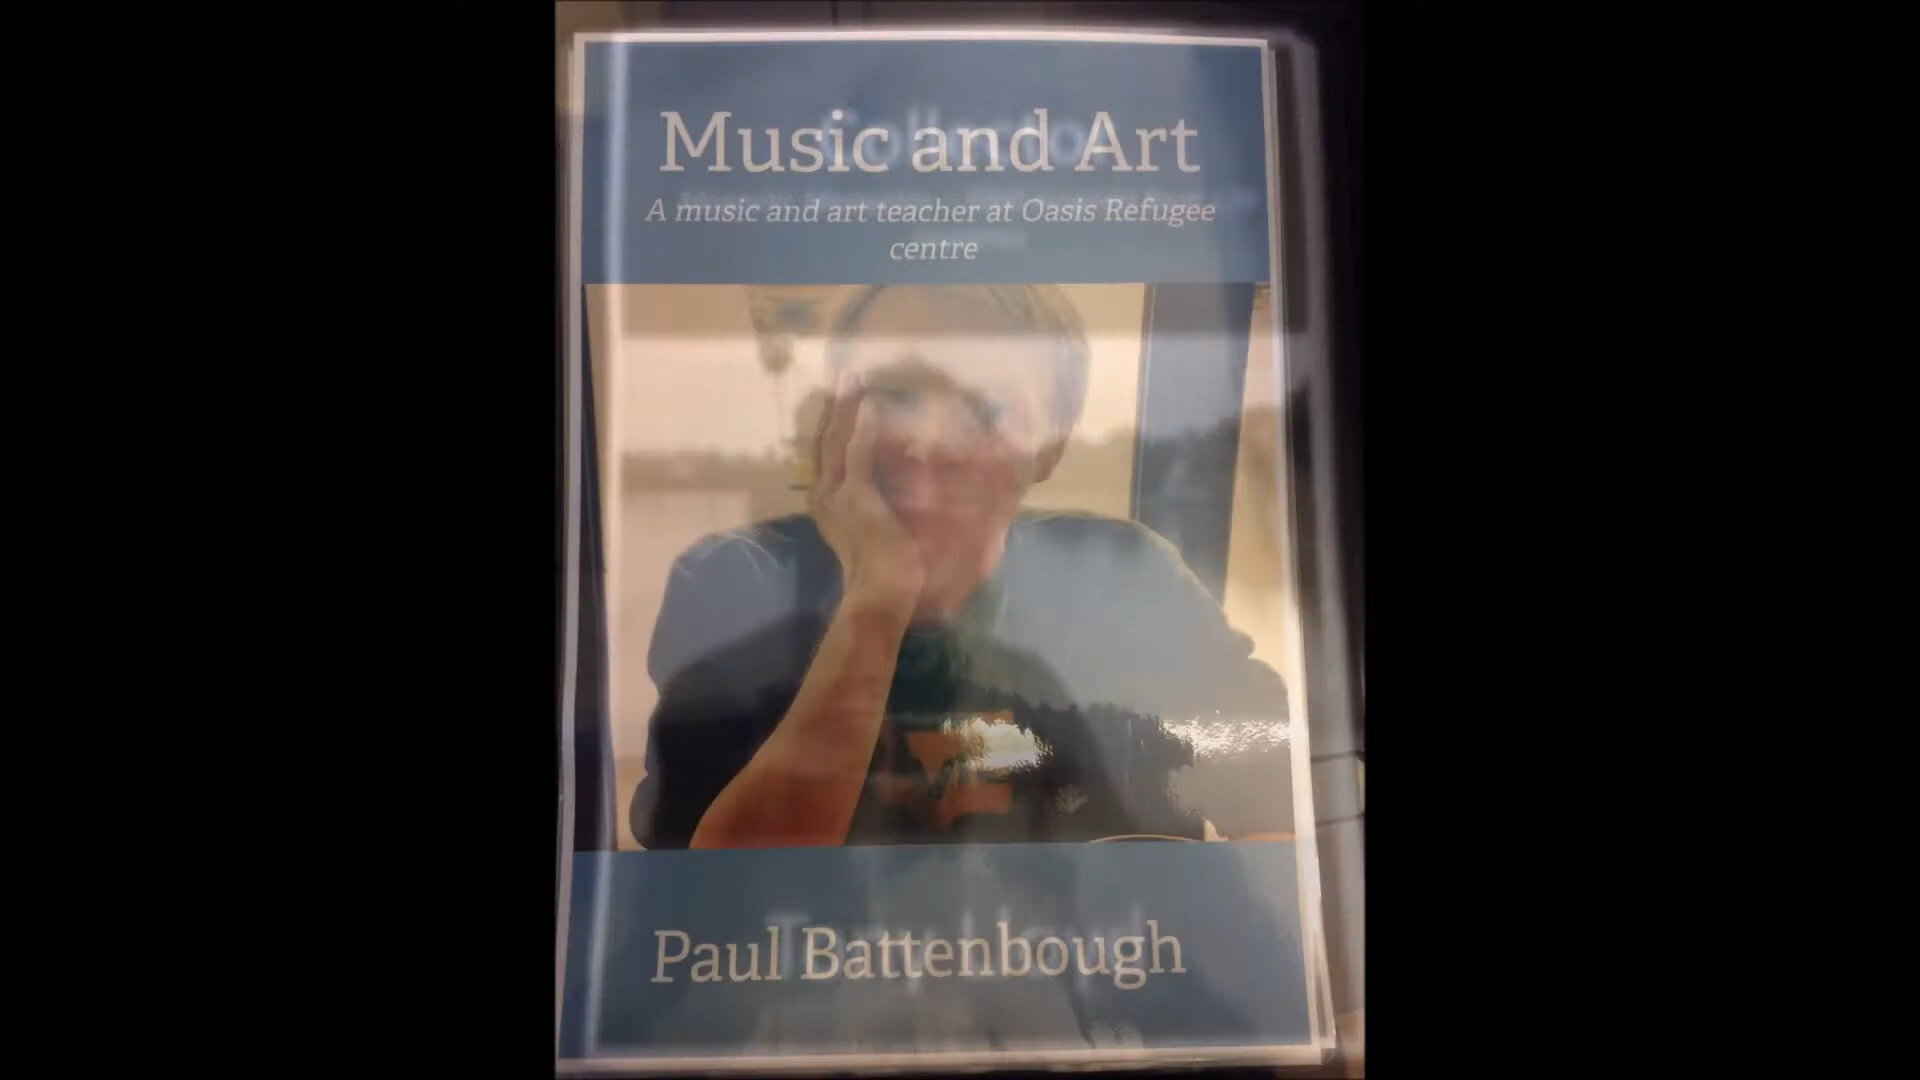 Music and Art
A music and art teacher at Oasis Refugee
centre
Paul Battenbough